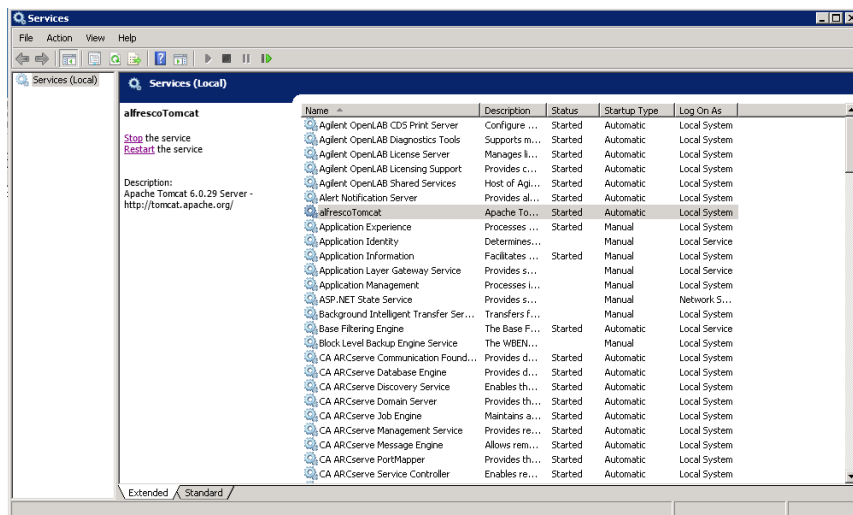 Services
File Action View Help
Services (Local)
Services (Local)
alfrescoTomcat
Stop the service
Restart the service
Description:
Apache Tomcat 6.0.29 Server -
http://tomcat.apache.org/
Name Description Status Startup Type Log On As
Agilent OpenLAB CDS Print Server Configure ... Started Automatic Local System
Agilent OpenLAB Diagnostics Tools Supports m... Started Automatic Local System
Agilent OpenLAB License Server Manages li... Started Automatic Local System
Agilent OpenLAB Licensing Support Provides c... Started Automatic Local System
Agilent OpenLAB Shared Services Host of Agi... Started Automatic Local System
Alert Notification Server Provides al... Started Automatic Local System
alfrescoTomcat Apache To... Started Automatic Local System
Application Experience Processes ... Started Manual Local System
Application Identity Determines... Manual Local Service
Application Information Facilitates ... Started Manual Local System
Application Layer Gateway Service Provides s... Manual Local Service
Application Management Processes i... Manual Local System
ASP.NET State Service Provides s... Manual Network S...
Background Intelligent Transfer Ser... Transfers f... Manual Local System
Base Filtering Engine The Base F... Started Automatic Local Service
Block Level Backup Engine Service The WBEN... Manual Local System
CA ARCserve Communication Found... Provides d... Started Automatic Local System
CA ARCserve Database Engine Provides d... Started Automatic Local System
CA ARCserve Discovery Service Enables th... Started Automatic Local System
CA ARCserve Domain Server Provides th... Started Automatic Local System
CA ARCserve Job Engine Maintains a... Started Automatic Local System
CA ARCserve Management Service Provides re... Started Automatic Local System
CA ARCserve Message Engine Allows rem... Started Automatic Local System
CA ARCserve PortMapper Provides th... Started Automatic Local System
CA ARCserve Service Controller Enables re... Started Automatic Local System
Extended Standard